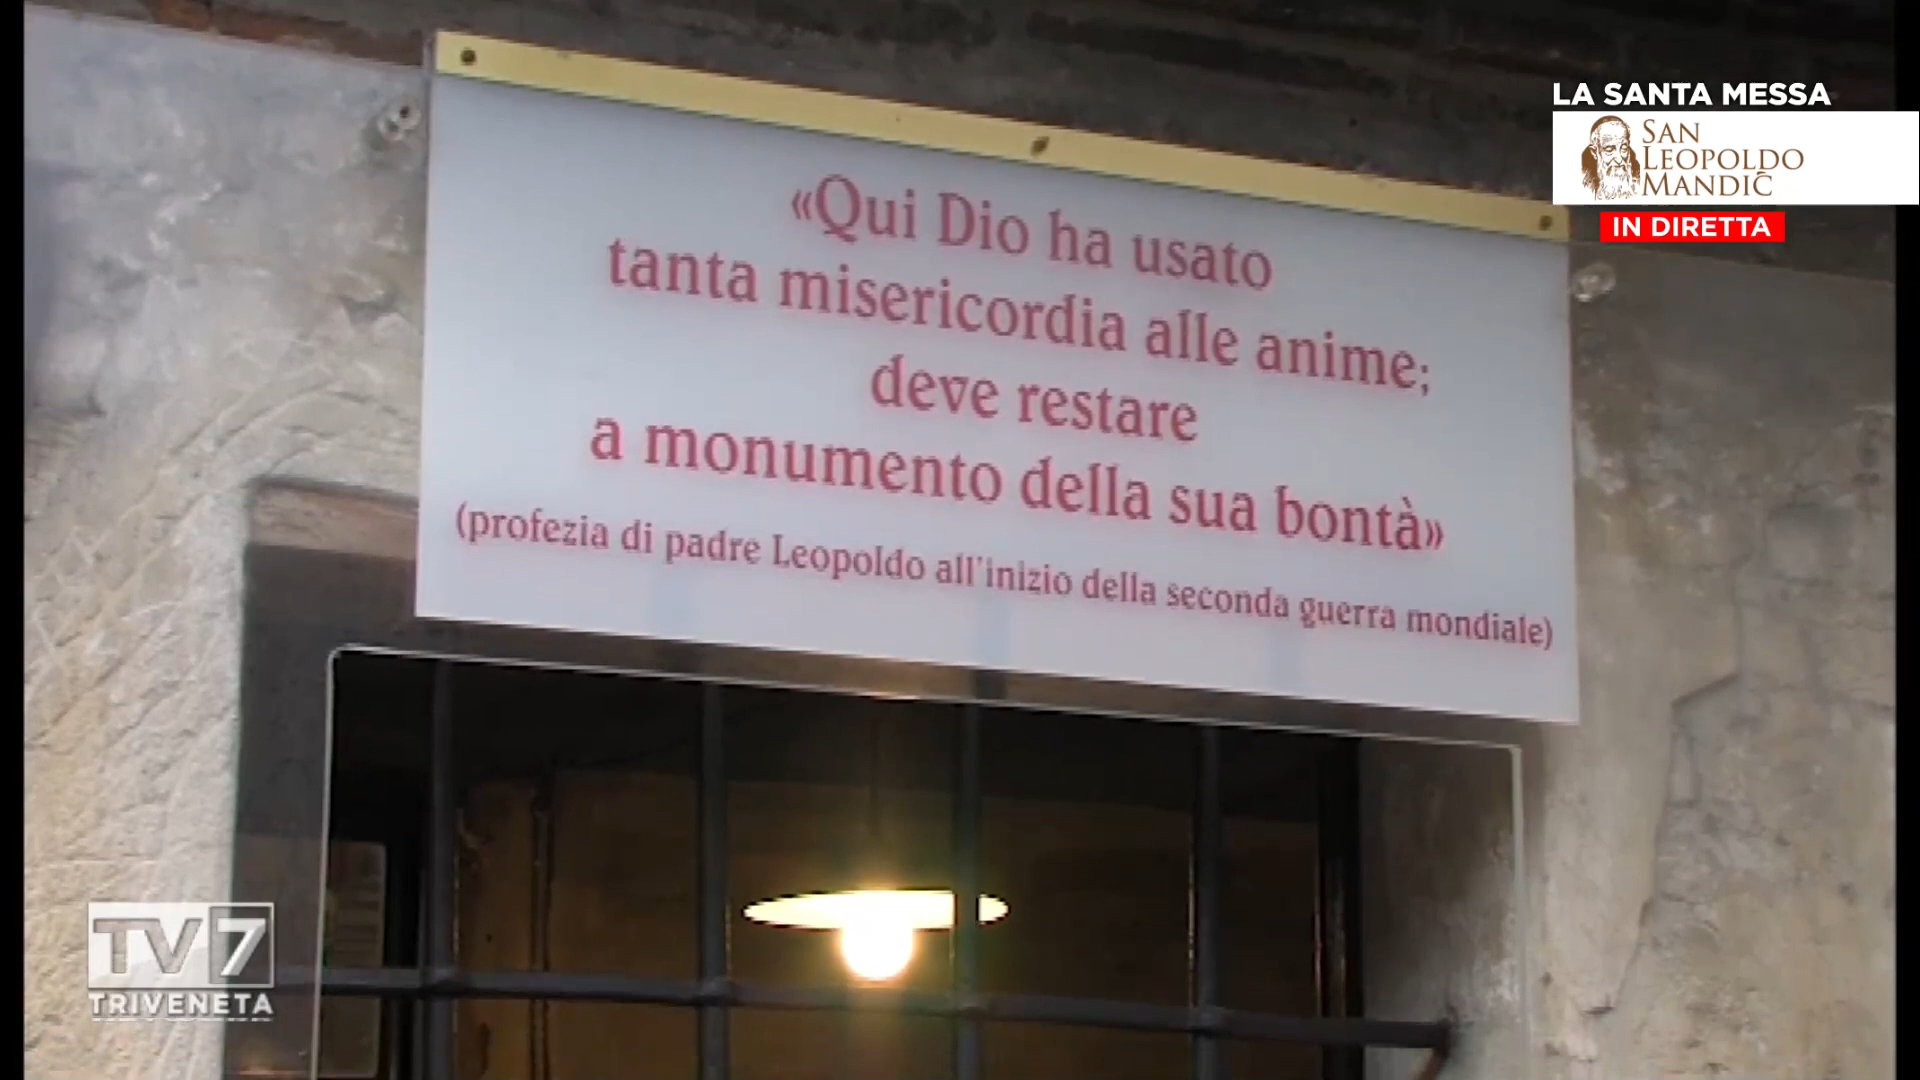 LA SANTA MESSA
SAN
LEOPOLDO
MANDIĆ
IN DIRETTA
«Qui Dio ha usato
tanta misericordia alle anime;
deve restare
a monumento della sua bontà»
(profezia di padre Leopoldo all'inizio della seconda guerra mondiale)
TV7
TRIVENETA